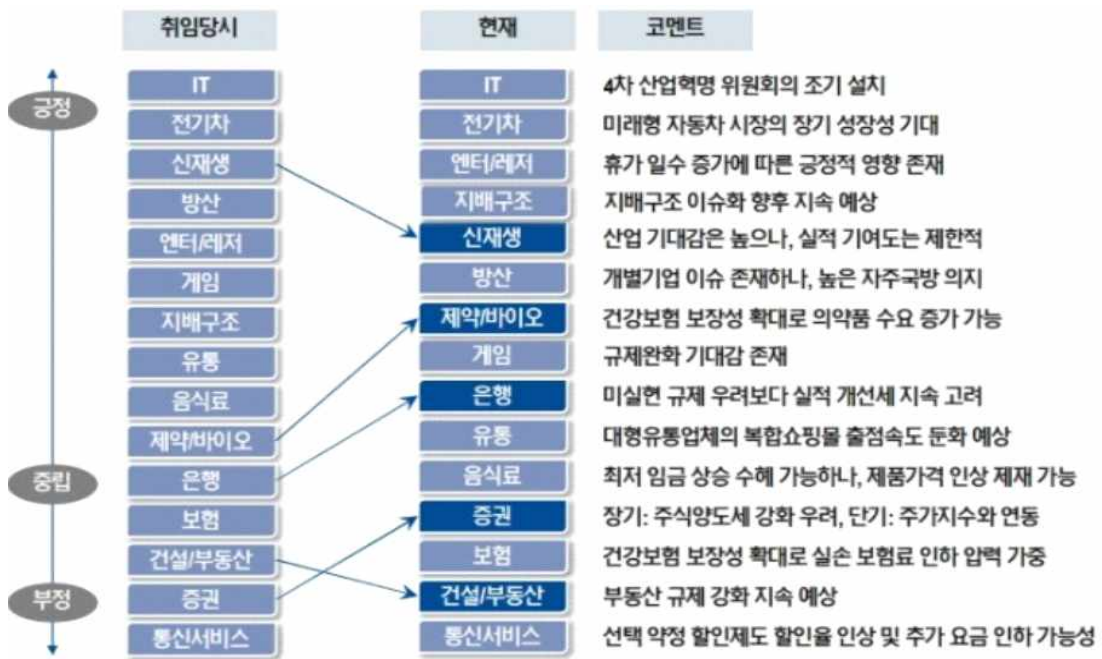 취임당시 현재 코멘트
긍정
IT IT 4차 산업혁명 위원회의 조기 설치
전기차 전기차 미래형 자동차 시장의 장기 성장성 기대
신재생 엔터/레저 휴가 일수 증가에 따른 긍정적 영향 존재
방산 지배구조 지배구조 이슈화 향후 지속 예상
엔터/레저 신재생 산업 기대감은 높으나, 실적 기여도는 제한적
게임 방산 개별기업 이슈 존재하나, 높은 자주국방 의지
지배구조 제약/바이오 건강보험 보장성 확대로 의약품 수요 증가 가능
유통 게임 규제완화 기대감 존재
음식료 은행 미실현 규제 우려보다 실적 개선세 지속 고려
제약/바이오 유통 대형유통업체의 복합쇼핑몰 출점속도 둔화 예상
중립
은행 음식료 최저 임금 상승 수혜 가능하나, 제품가격 인상 제재 가능
보험 증권 장기: 주식양도세 강화 우려, 단기: 주가지수와 연동
건설/부동산 보험 건강보험 보장성 확대로 실손 보험료 인하 압력 가중
부정
증권 건설/부동산 부동산 규제 강화 지속 예상
통신서비스 통신서비스 선택 약정 할인제도 할인율 인상 및 추가 요금 인하 가능성